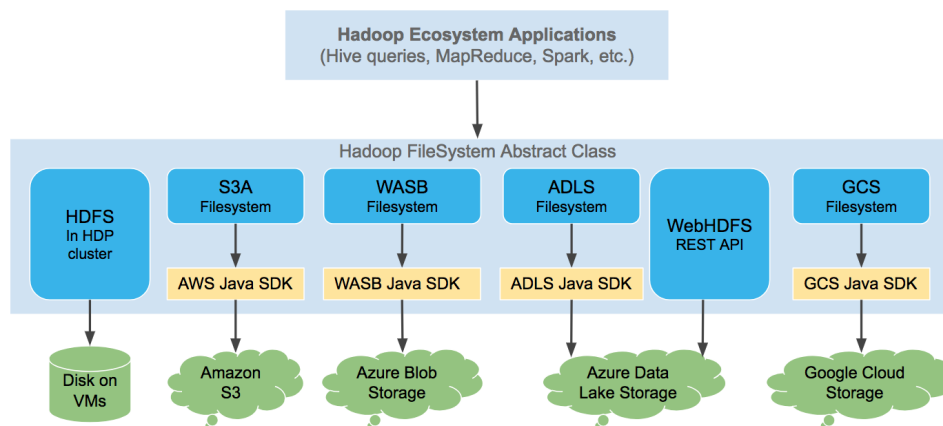 Hadoop Ecosystem Applications
(Hive queries, MapReduce, Spark, etc.)
Hadoop FileSystem Abstract Class
HDFS
In HDP
cluster
S3A
Filesystem
AWS Java SDK
WASB
Filesystem
WASB Java SDK
ADLS
Filesystem
ADLS Java SDK
WebHDFS
REST API
GCS
Filesystem
GCS Java SDK
Disk on
VMs
Amazon
S3
Azure Blob
Storage
Azure Data
Lake Storage
Google Cloud
Storage